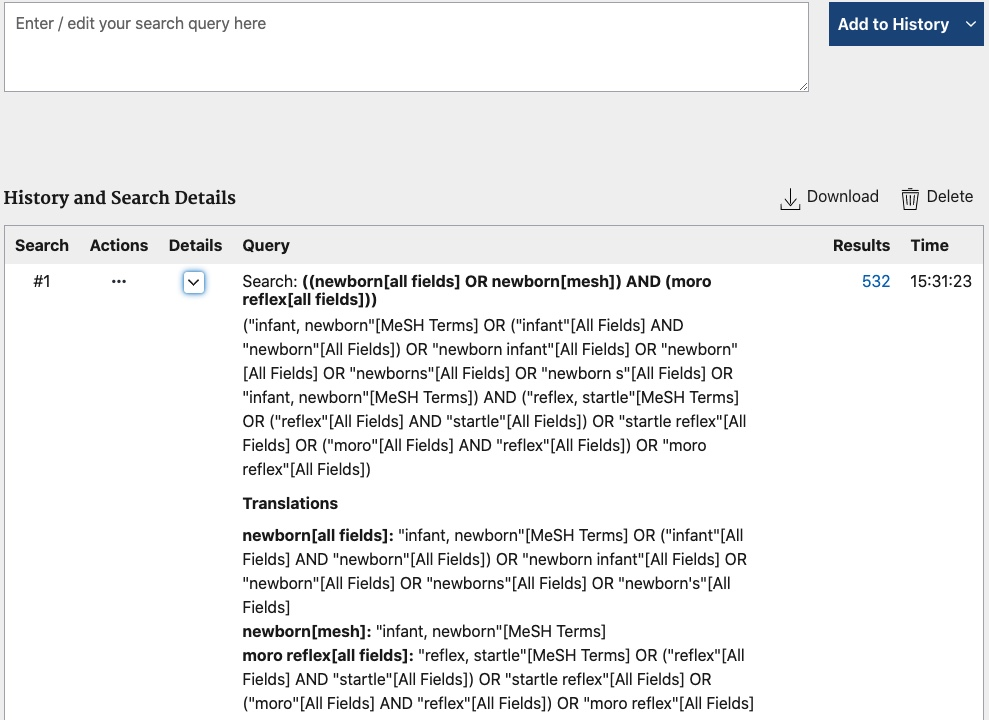 Enter / edit your search query here
Add to History
History and Search Details
Download
Delete
Search Actions Details Query Results Time
#1 ... Search: ((newborn[all fields] OR newborn[mesh]) AND (moro 532 15:31:23
reflex[all fields]))
("infant, newborn"[MeSH Terms] OR ("infant"[All Fields] AND
"newborn"[All Fields]) OR "newborn infant"[All Fields] OR "newborn"
[All Fields] OR "newborns"[All Fields] OR "newborn s"[All Fields] OR
"infant, newborn"[MeSH Terms]) AND ("reflex, startle"[MeSH Terms]
OR ("reflex"[All Fields] AND "startle"[All Fields]) OR "startle reflex"[All
Fields] OR ("moro"[All Fields] AND "reflex"[All Fields]) OR "moro
reflex"[All Fields])
Translations
newborn[all fields]: "infant, newborn"[MeSH Terms] OR ("infant"[All
Fields] AND "newborn"[All Fields]) OR "newborn infant"[All Fields] OR
"newborn"[All Fields] OR "newborns"[All Fields] OR "newborn's"[All
Fields]
newborn[mesh]: "infant, newborn"[MeSH Terms]
moro reflex[all fields]: "reflex, startle"[MeSH Terms] OR ("reflex"[All
Fields] AND "startle"[All Fields]) OR "startle reflex"[All Fields] OR
("moro"[All Fields] AND "reflex"[All Fields]) OR "moro reflex"[All Fields]